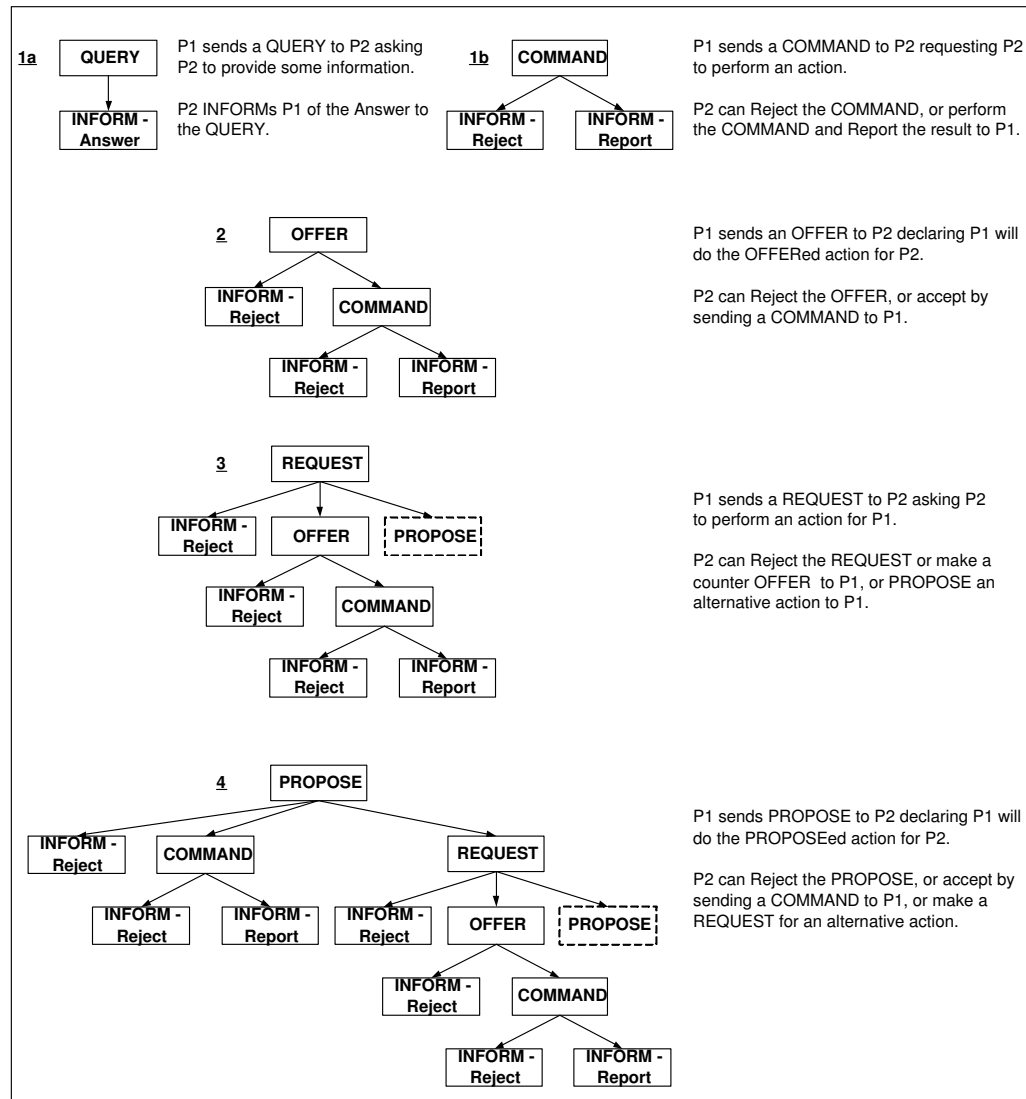 1a
QUERY
INFORM -
Answer
P1 sends a QUERY to P2 asking
P2 to provide some information.
P2 INFORMs P1 of the Answer to
the QUERY.
1b
COMMAND
INFORM -
Reject
INFORM -
Report
P1 sends a COMMAND to P2 requesting P2
to perform an action.
P2 can Reject the COMMAND, or perform
the COMMAND and Report the result to P1.
2
OFFER
INFORM -
Reject
COMMAND
INFORM -
Reject
INFORM -
Report
P1 sends an OFFER to P2 declaring P1 will
do the OFFERed action for P2.
P2 can Reject the OFFER, or accept by
sending a COMMAND to P1.
3
REQUEST
INFORM -
Reject
OFFER
PROPOSE
INFORM -
Reject
COMMAND
INFORM -
Reject
INFORM -
Report
P1 sends a REQUEST to P2 asking P2
to perform an action for P1.
P2 can Reject the REQUEST or make a
counter OFFER  to P1, or PROPOSE an
alternative action to P1.
4
PROPOSE
INFORM -
Reject
COMMAND
REQUEST
INFORM -
Reject
INFORM -
Report
INFORM -
Reject
OFFER
PROPOSE
INFORM -
Reject
COMMAND
INFORM -
Reject
INFORM -
Report
P1 sends PROPOSE to P2 declaring P1 will
do the PROPOSEed action for P2.
P2 can Reject the PROPOSE, or accept by
sending a COMMAND to P1, or make a
REQUEST for an alternative action.